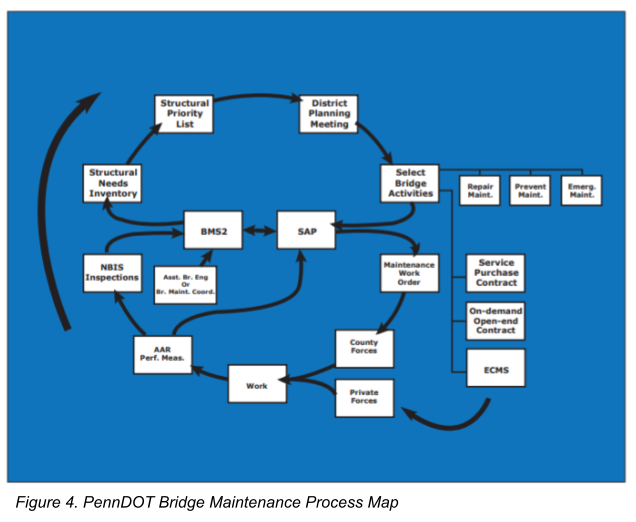 Structural
Priority
List
District
Planning
Meeting
Structural
Needs
Inventory
Select
Bridge
Activities
Repair
Maint.
Prevent
Maint.
Emerg.
Maint.
BMS2
SAP
NBIS
Inspections
Asst. Br. Eng
Or
Br. Maint. Coord.
Maintenance
Work
Order
Service
Purchase
Contract
On-demand
Open-end
Contract
AAR
Perf. Meas.
County
Forces
ECMS
Work
Private
Forces
Figure 4. PennDOT Bridge Maintenance Process Map